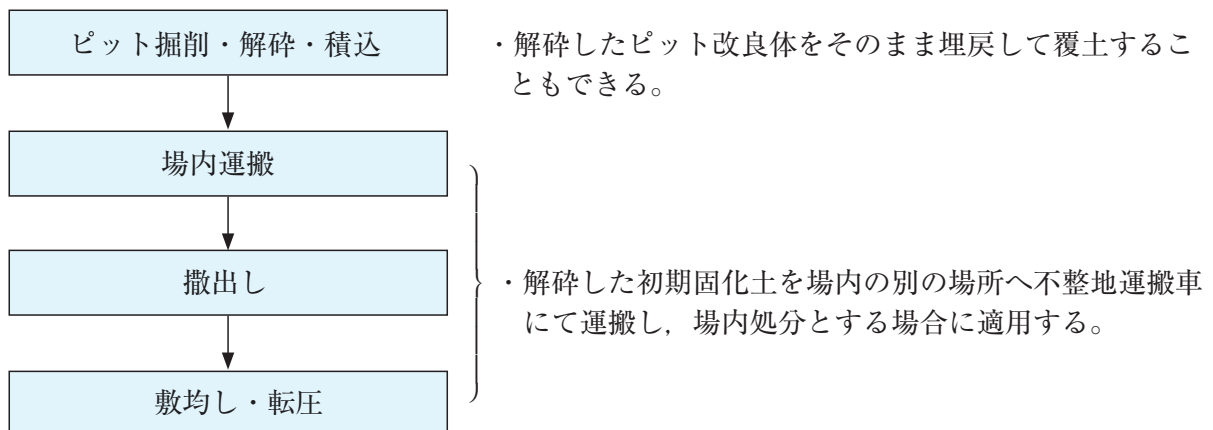 ピット掘削・解砕・積込
・解砕したピット改良体をそのまま埋戻して覆土するこ
ともできる。
場内運搬
撒出し
・解砕した初期固化土を場内の別の場所へ不整地運搬車
にて運搬し，場内処分とする場合に適用する。
敷均し・転圧